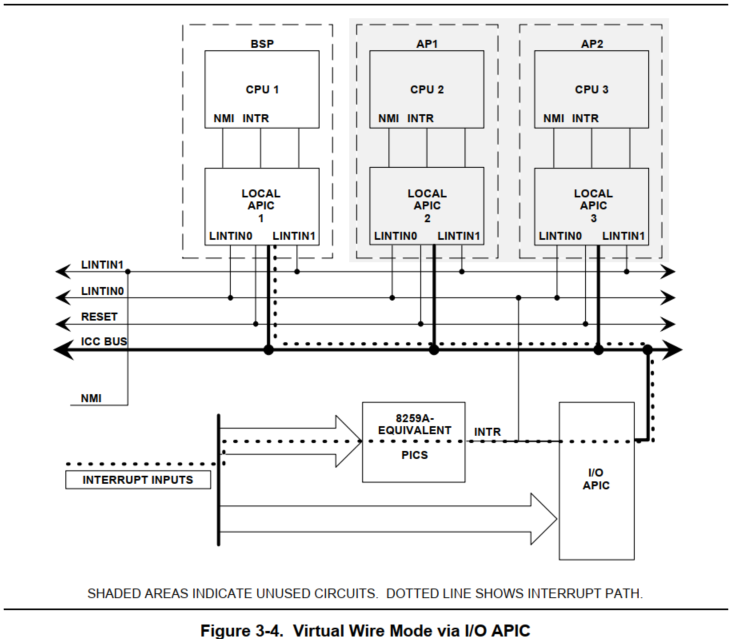 BSP
AP1
AP2
CPU 1
CPU 2
CPU 3
NMI INTR
NMI INTR
NMI INTR
LOCAL
APIC
1
LOCAL
APIC
2
LOCAL
APIC
3
LINTIN0 LINTIN1
LINTIN0 LINTIN1
LINTIN0 LINTIN1
LINTIN1
LINTIN0
RESET
ICC BUS
NMI
8259A-
EQUIVALENT
PICS
INTR
I/O
APIC
INTERRUPT INPUTS
SHADED AREAS INDICATE UNUSED CIRCUITS. DOTTED LINE SHOWS INTERRUPT PATH.
Figure 3-4. Virtual Wire Mode via I/O APIC